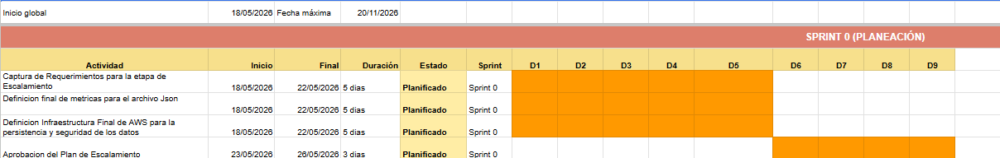 Inicio global 18/05/2026 Fecha máxima 20/11/2026
SPRINT 0 (PLANEACIÓN)
Actividad Inicio Final Duración Estado Sprint D1 D2 D3 D4 D5 D6 D7 D8 D9
Captura de Requerimientos para la etapa de
Escalamiento 18/05/2026 22/05/2026 5 dias Planificado Sprint 0
Definicion final de metricas para el archivo Json
18/05/2026 22/05/2026 5 dias Planificado Sprint 0
Definicion Infraestructura Final de AWS para la
persistencia y seguridad de los datos 18/05/2026 22/05/2026 5 dias Planificado Sprint 0
Aprobacion del Plan de Escalamiento 23/05/2026 26/05/2026 3 dias Planificado Sprint 0